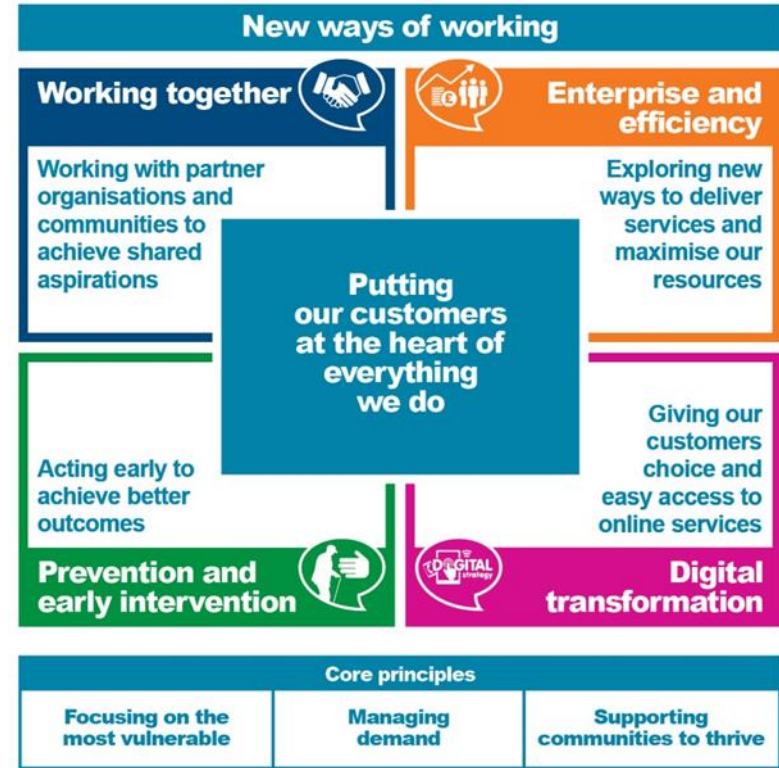 New ways of working
Working together
Working with partner
organisations and
communities to
achieve shared
aspirations
£
Enterprise and
efficiency
Exploring new
ways to deliver
services and
maximise our
resources
Putting
our customers
at the heart of
everything
we do
Acting early to
achieve better
outcomes
Prevention and
early intervention
Giving our
customers
choice and
easy access to
online services
DIGITAL
strategy
Digital
transformation
Core principles
Focusing on the
most vulnerable
Managing
demand
Supporting
communities to thrive